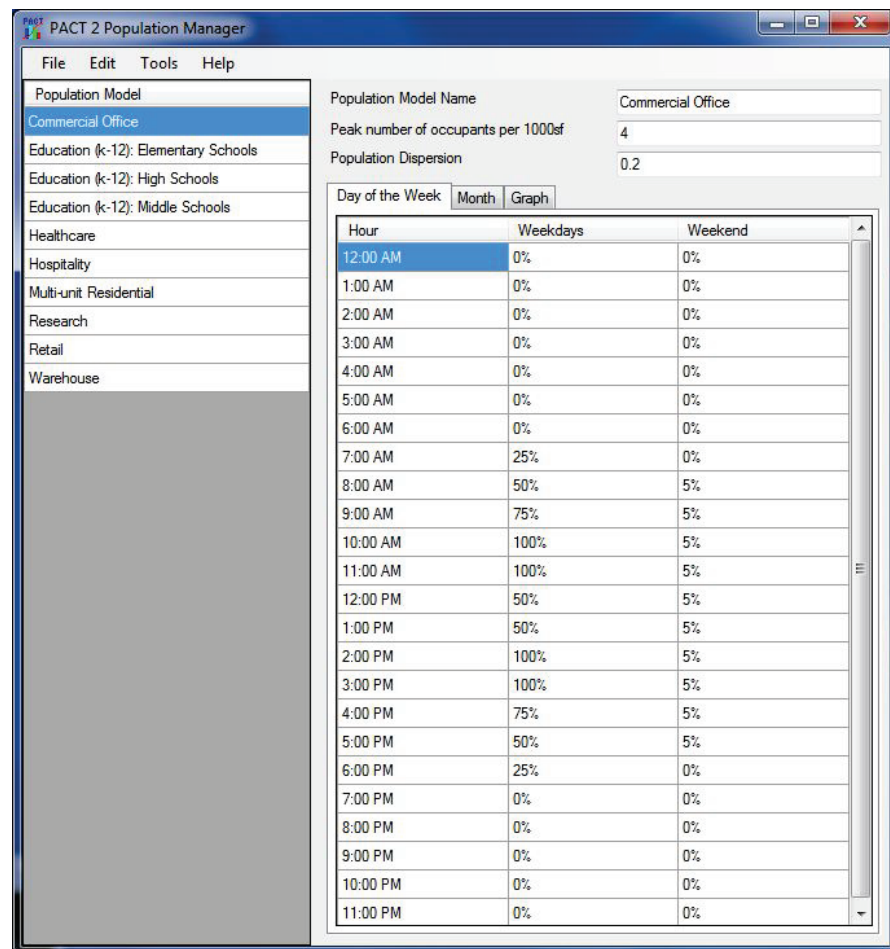 PACT PACT 2 Population Manager
File Edit Tools Help
Population Model
Commercial Office
Education (k-12): Elementary Schools
Education (k-12): High Schools
Education (k-12): Middle Schools
Healthcare
Hospitality
Multi-unit Residential
Research
Retail
Warehouse
Population Model Name Commercial Office
Peak number of occupants per 1000sf 4
Population Dispersion 0.2
Day of the Week Month Graph
Hour Weekdays Weekend
12:00 AM 0% 0%
1:00 AM 0% 0%
2:00 AM 0% 0%
3:00 AM 0% 0%
4:00 AM 0% 0%
5:00 AM 0% 0%
6:00 AM 0% 0%
7:00 AM 25% 0%
8:00 AM 50% 5%
9:00 AM 75% 5%
10:00 AM 100% 5%
11:00 AM 100% 5%
12:00 PM 50% 5%
1:00 PM 50% 5%
2:00 PM 100% 5%
3:00 PM 100% 5%
4:00 PM 75% 5%
5:00 PM 50% 5%
6:00 PM 25% 0%
7:00 PM 0% 0%
8:00 PM 0% 0%
9:00 PM 0% 0%
10:00 PM 0% 0%
11:00 PM 0% 0%